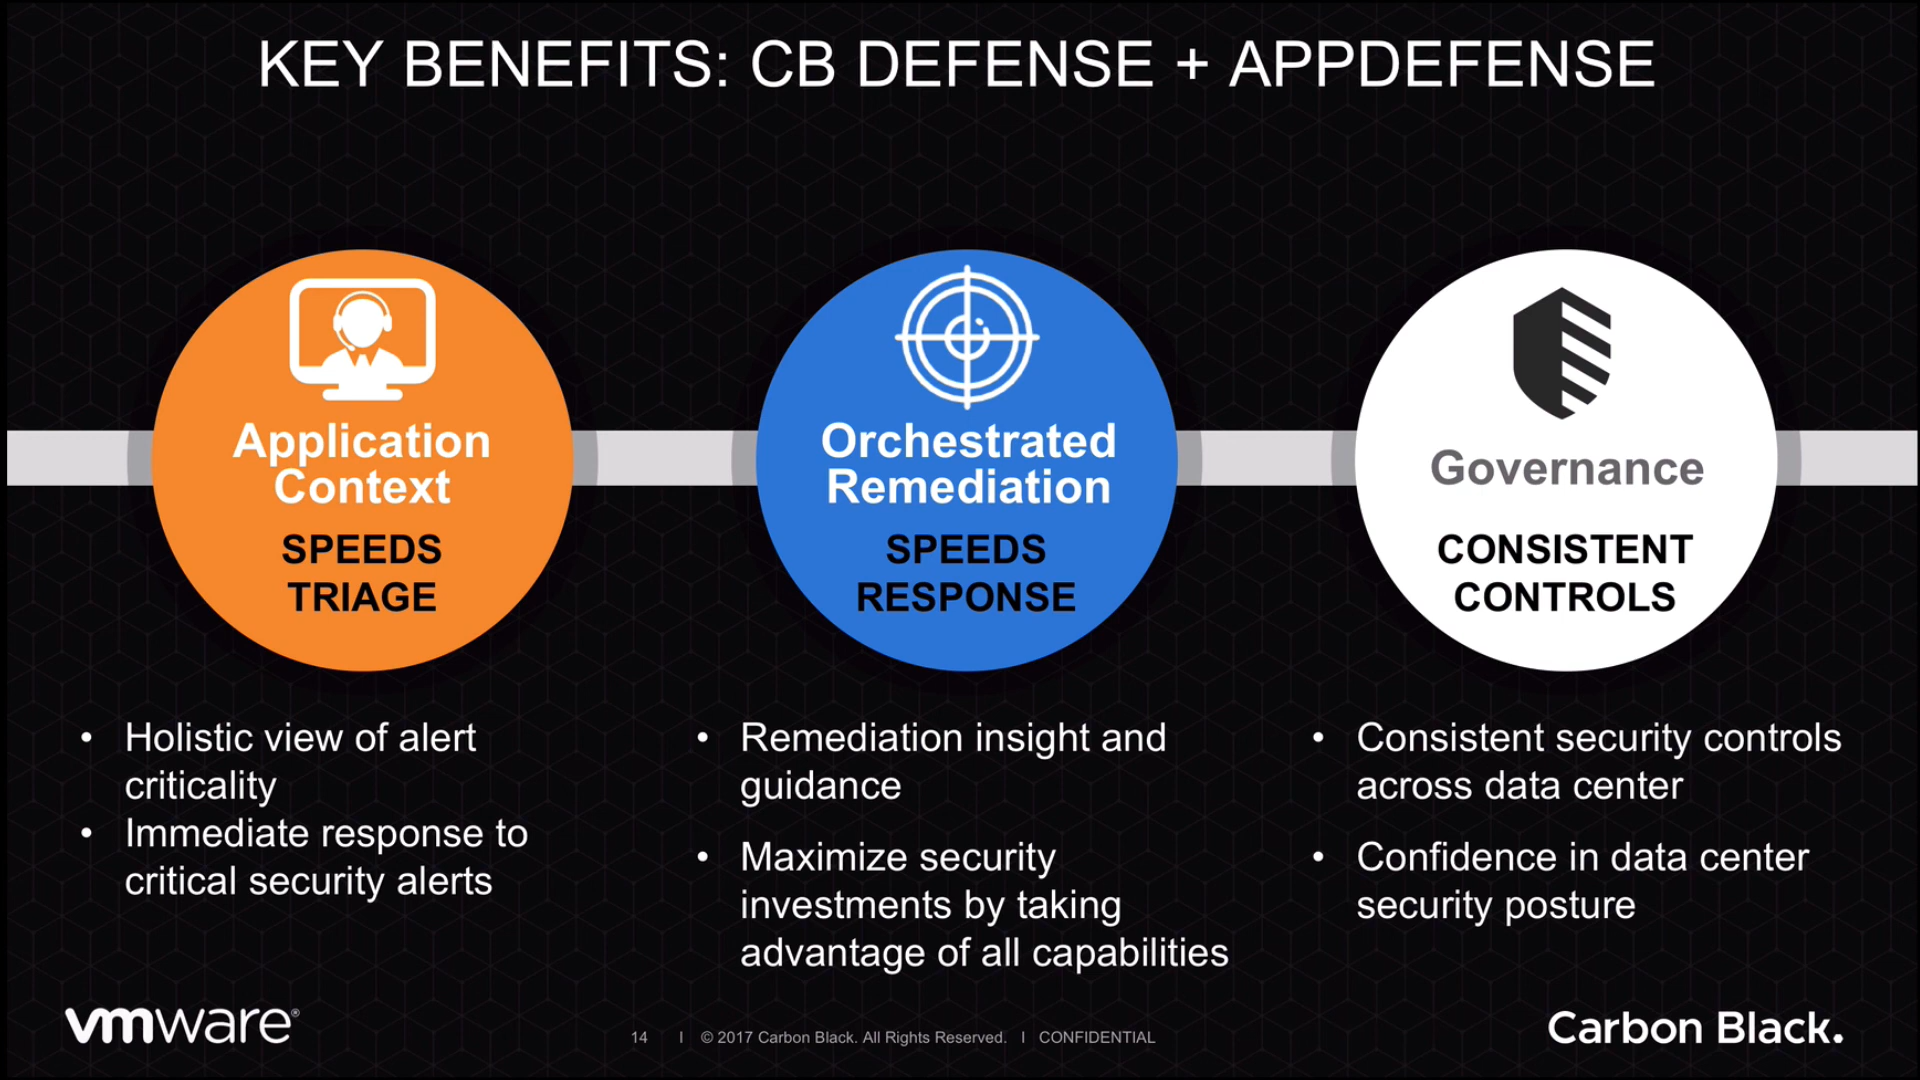 KEY BENEFITS: CB DEFENSE + APPDEFENSE
Application
Context
SPEEDS
TRIAGE
Orchestrated
Remediation
SPEEDS
RESPONSE
Governance
CONSISTENT
CONTROLS
• Holistic view of alert
criticality
• Immediate response to
critical security alerts
• Remediation insight and
guidance
• Maximize security
investments by taking
advantage of all capabilities
• Consistent security controls
across data center
• Confidence in data center
security posture
vmware®
14 | © 2017 Carbon Black. All Rights Reserved. | CONFIDENTIAL
Carbon Black.